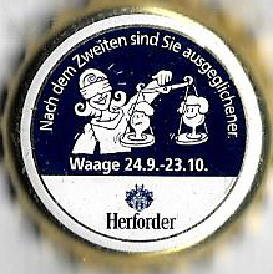 Nach dem Zweiten sind Sie ausgeglichener.
Waage 24.9.-23.10.
Herforder